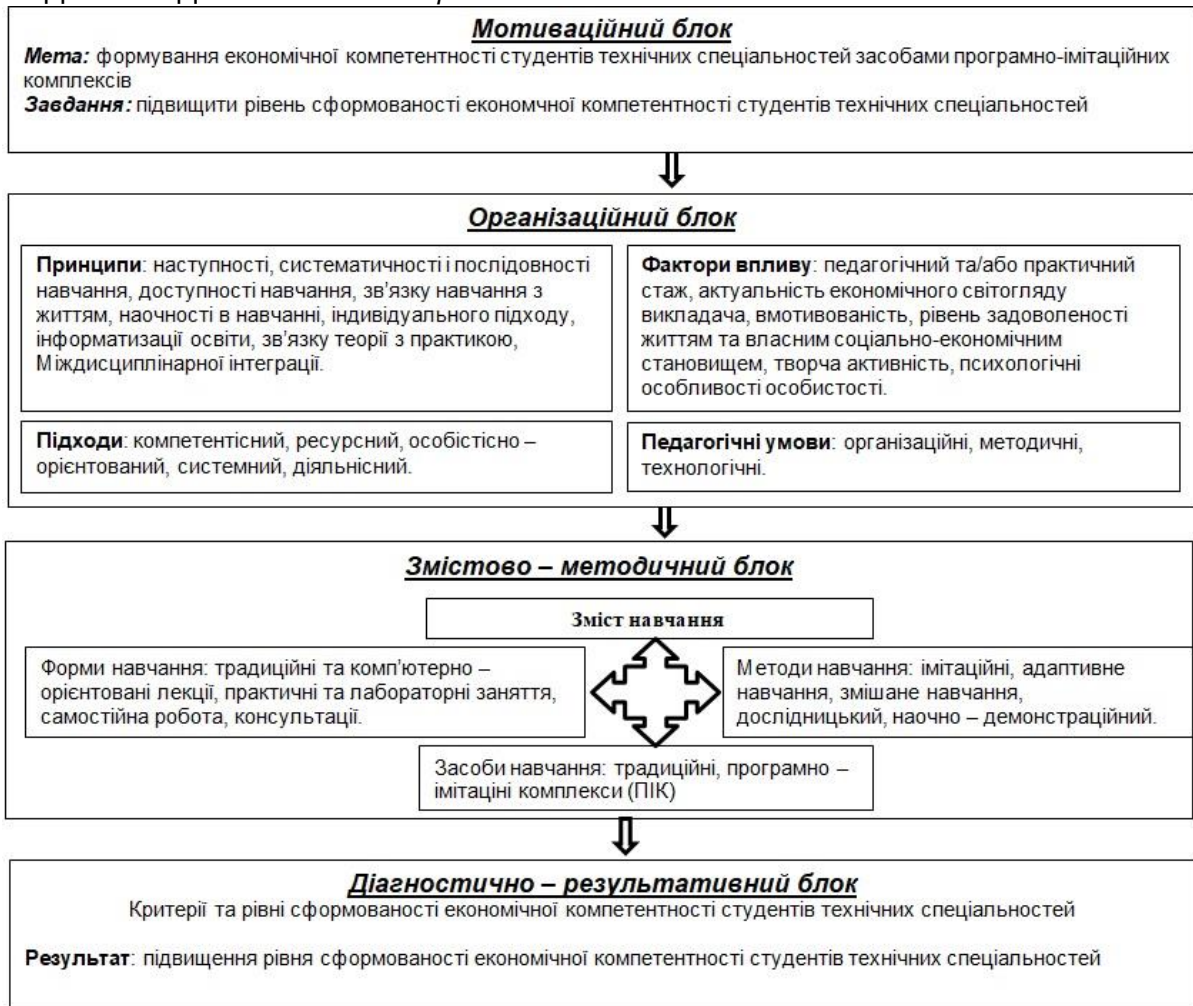 Мотиваційний блок
Мета: формування економічної компетентності студентів технічних спеціальностей засобами програмно-імітаційних
комплексів
Завдання: підвищити рівень сформованості економчної компетентності студентів технічних спеціальностей
Організаційний блок
Принципи: наступності, систематичності і послідовності
навчання, доступності навчання, зв’язку навчання з
життям, наочності в навчанні, індивідуального підходу,
інформатизації освіти, зв’язку теорії з практикою,
Міждисциплінарної інтеграції.
Фактори впливу: педагогічний та/або практичний
стаж, актуальність економічного світогляду
викладача, вмотивованість, рівень задоволеності
життям та власним соціально-економічним
становищем, творча активність, психологічні
особливості особистості.
Підходи: компетентісний, ресурсний, особістісно –
орієнтований, системний, діяльнісний.
Педагогічні умови: організаційні, методичні,
технологічні.
Змістово – методичний блок
Зміст навчання
Форми навчання: традиційні та комп’ютерно –
орієнтовані лекції, практичні та лабораторні заняття,
самостійна робота, консультації.
Методи навчання: імітаційні, адаптивне
навчання, змішане навчання,
дослідницький, наочно – демонстраційний.
Засоби навчання: традиційні, програмно –
імітаціні комплекси (ПІК)
Діагностично – результативний блок
Критерії та рівні сформованості економічної компетентності студентів технічних спеціальностей
Результат: підвищення рівня сформованості економічної компетентності студентів технічних спеціальностей